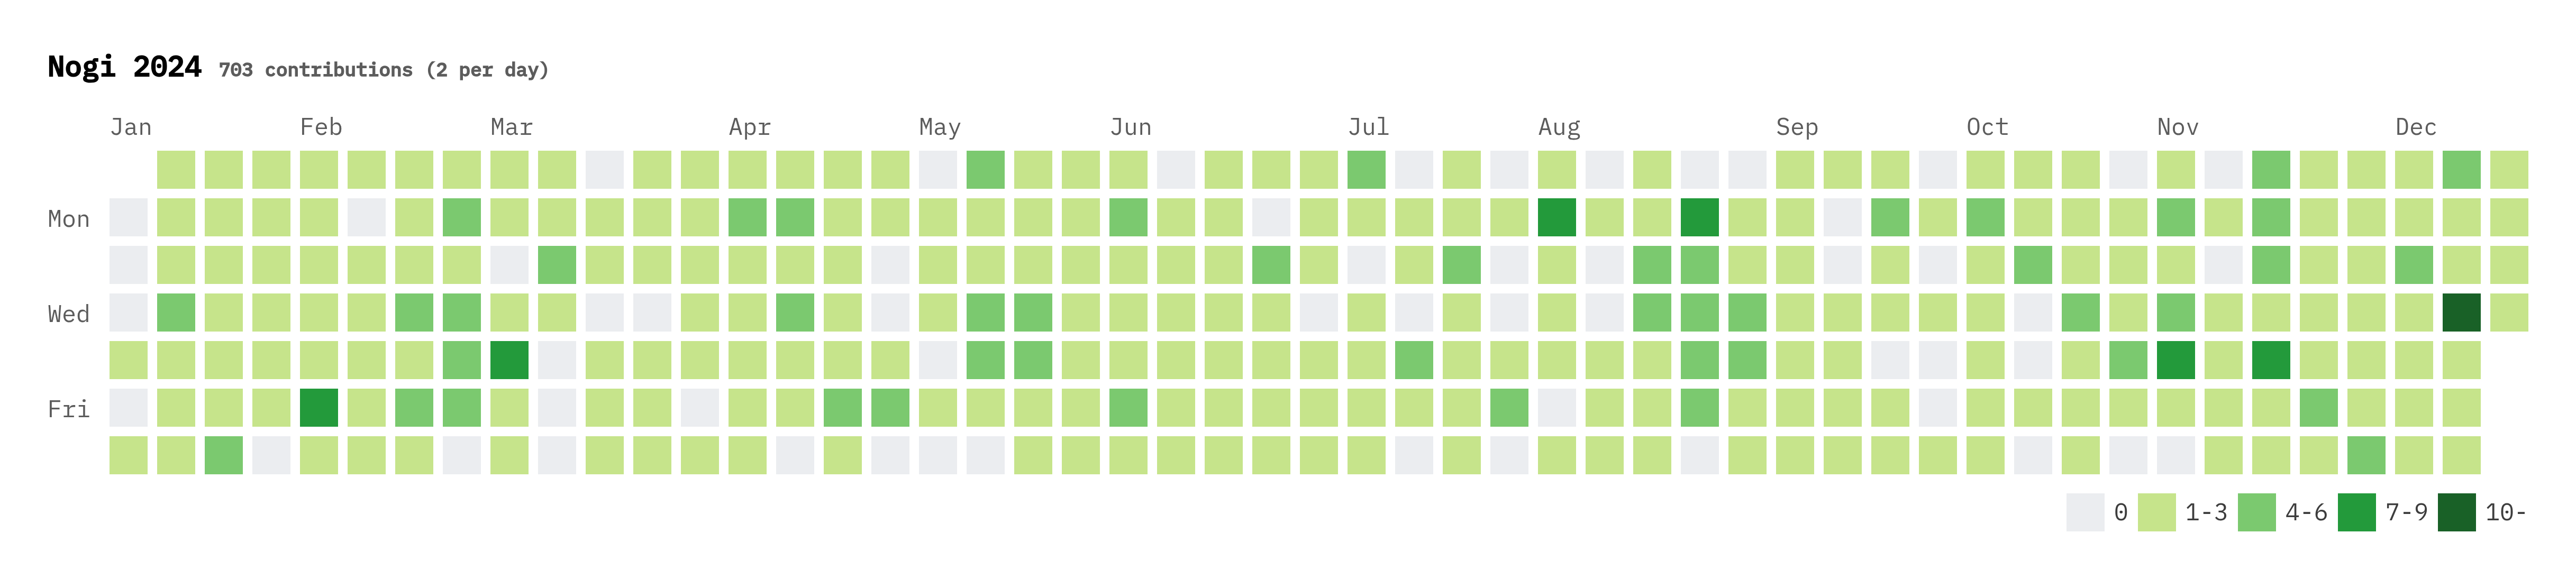 Nogi 2024 703 contributions (2 per day)
Jan Feb Mar Apr May Jun Jul Aug Sep Oct Nov Dec
Mon
Wed
Fri
0 1-3 4-6 7-9 10-